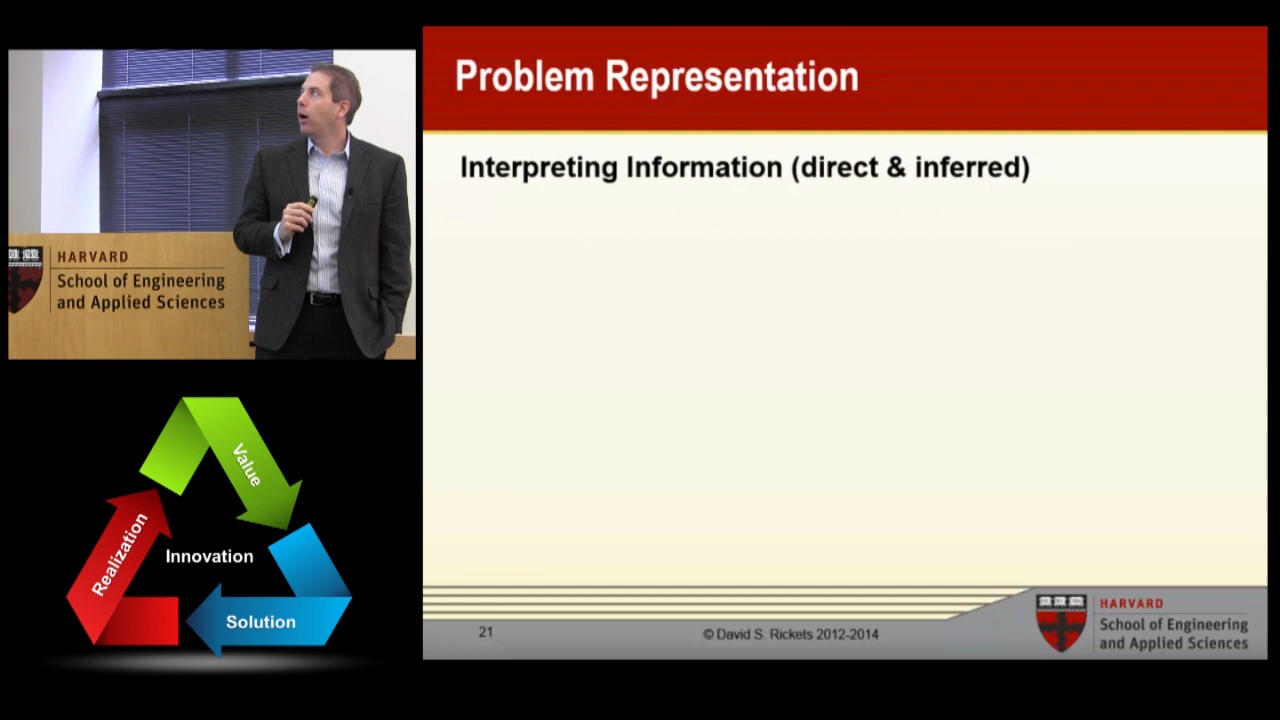 HARVARD
School of Engineering
and Applied Sciences
Value
Realization
Innovation
Solution
Problem Representation
Interpreting Information (direct & inferred)
21
© David S. Rickets 2012-2014
HARVARD
School of Engineering
and Applied Sciences